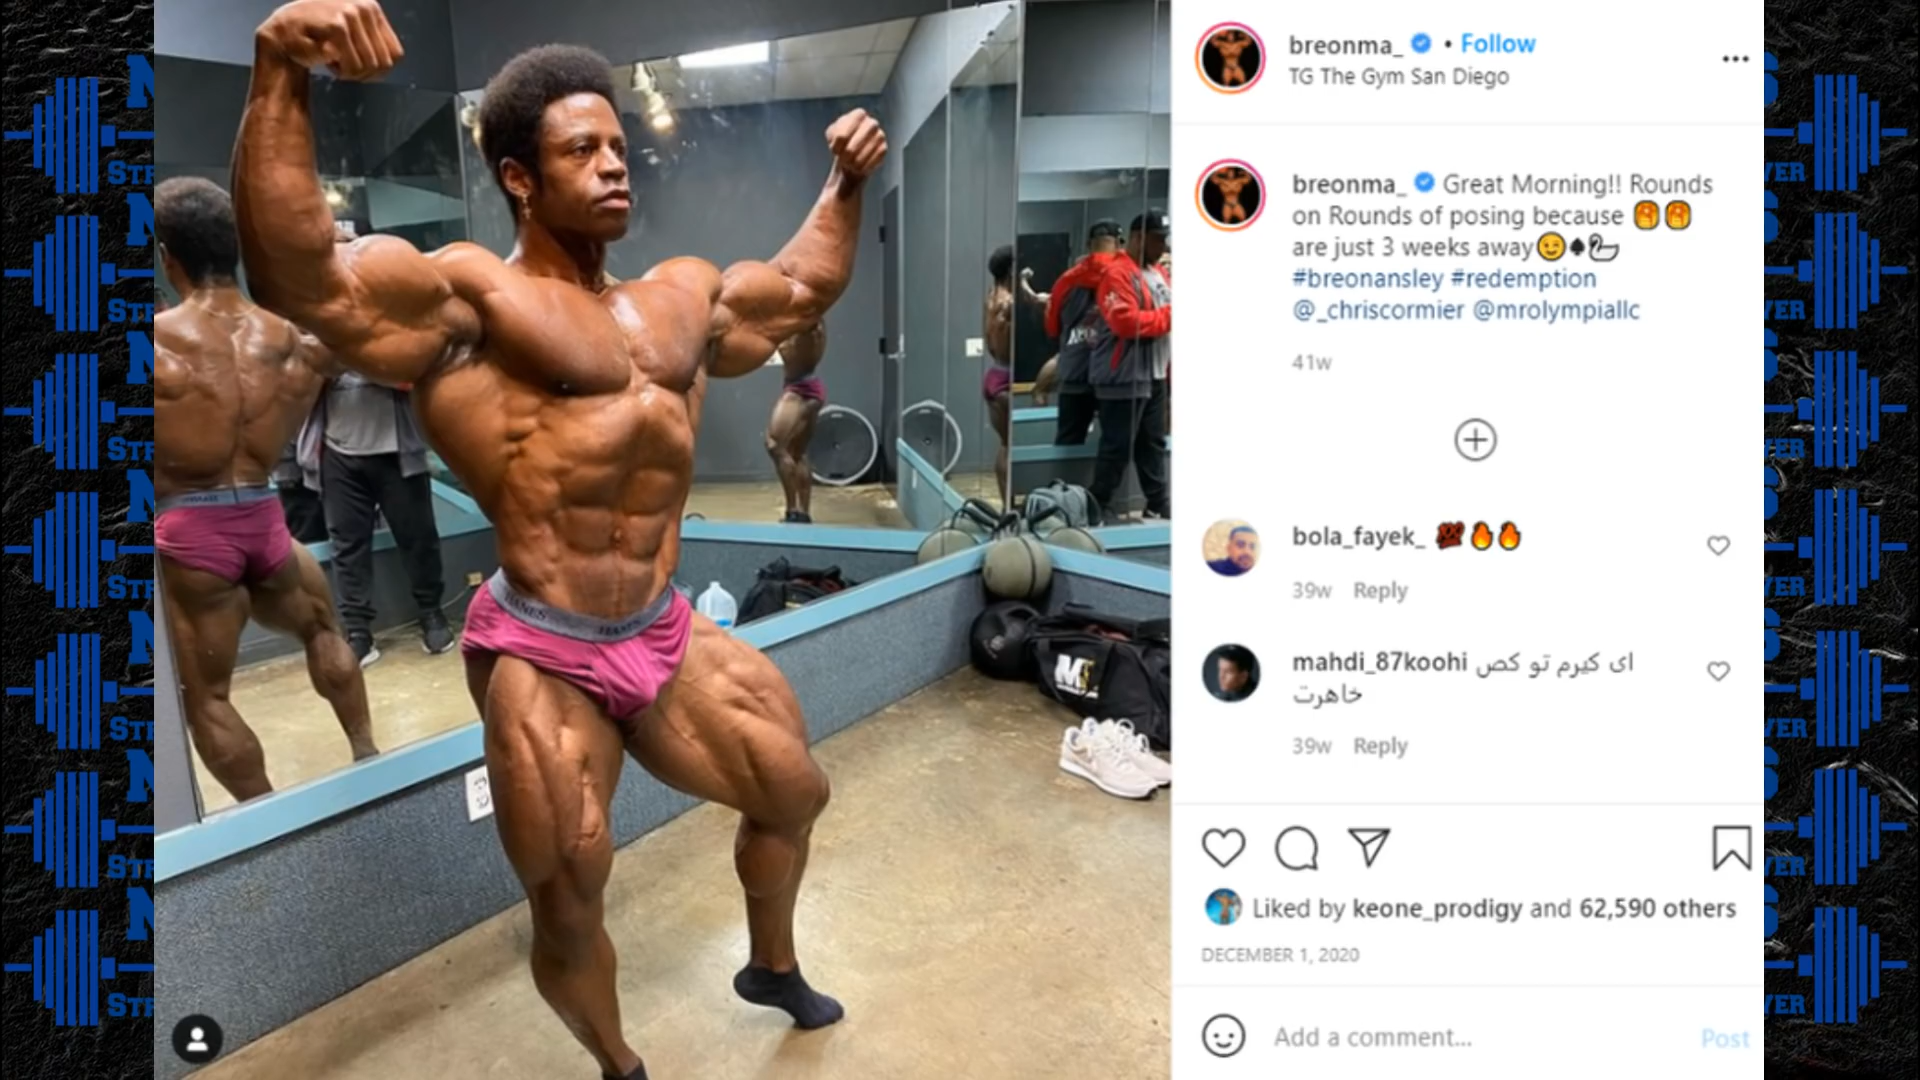 breonma_ • Follow
TG The Gym San Diego
breonma_ Great Morning!! Rounds
on Rounds of posing because 🥞🥞
are just 3 weeks away😉♠🦢
#breonansley #redemption
@_chriscormier @mrolympiallc
41w
bola_fayek_ 💯🔥🔥
39w Reply
mahdi_87koohi ای کیرم تو کص
خاهرت
39w Reply
Liked by keone_prodigy and 62,590 others
DECEMBER 1, 2020
Add a comment...
Post
HANES HANES